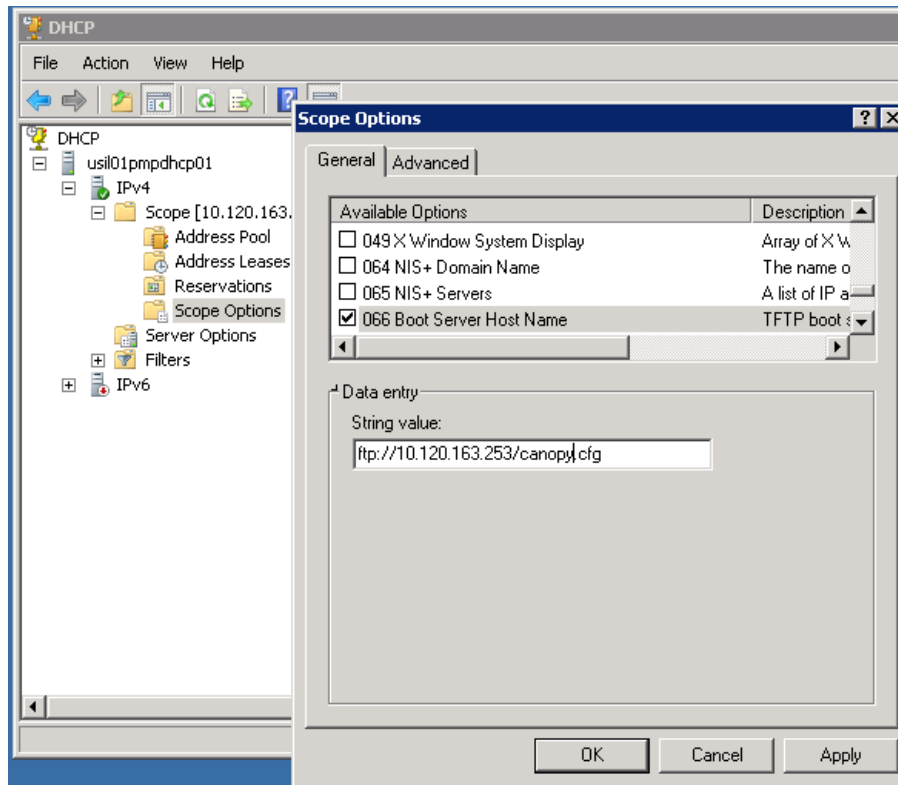 DHCP
File Action View Help
Scope Options
DHCP
usil01pmpdhcp01
IPv4
Scope [10.120.163.
Address Pool
Address Leases
Reservations
Scope Options
Server Options
Filters
IPv6
General Advanced
Available Options Description
049 X Window System Display Array of X W
064 NIS+ Domain Name The name o
065 NIS+ Servers A list of IP a
066 Boot Server Host Name TFTP boot s
Data entry
String value:
ftp://10.120.163.253/canopy.cfg
OK Cancel Apply